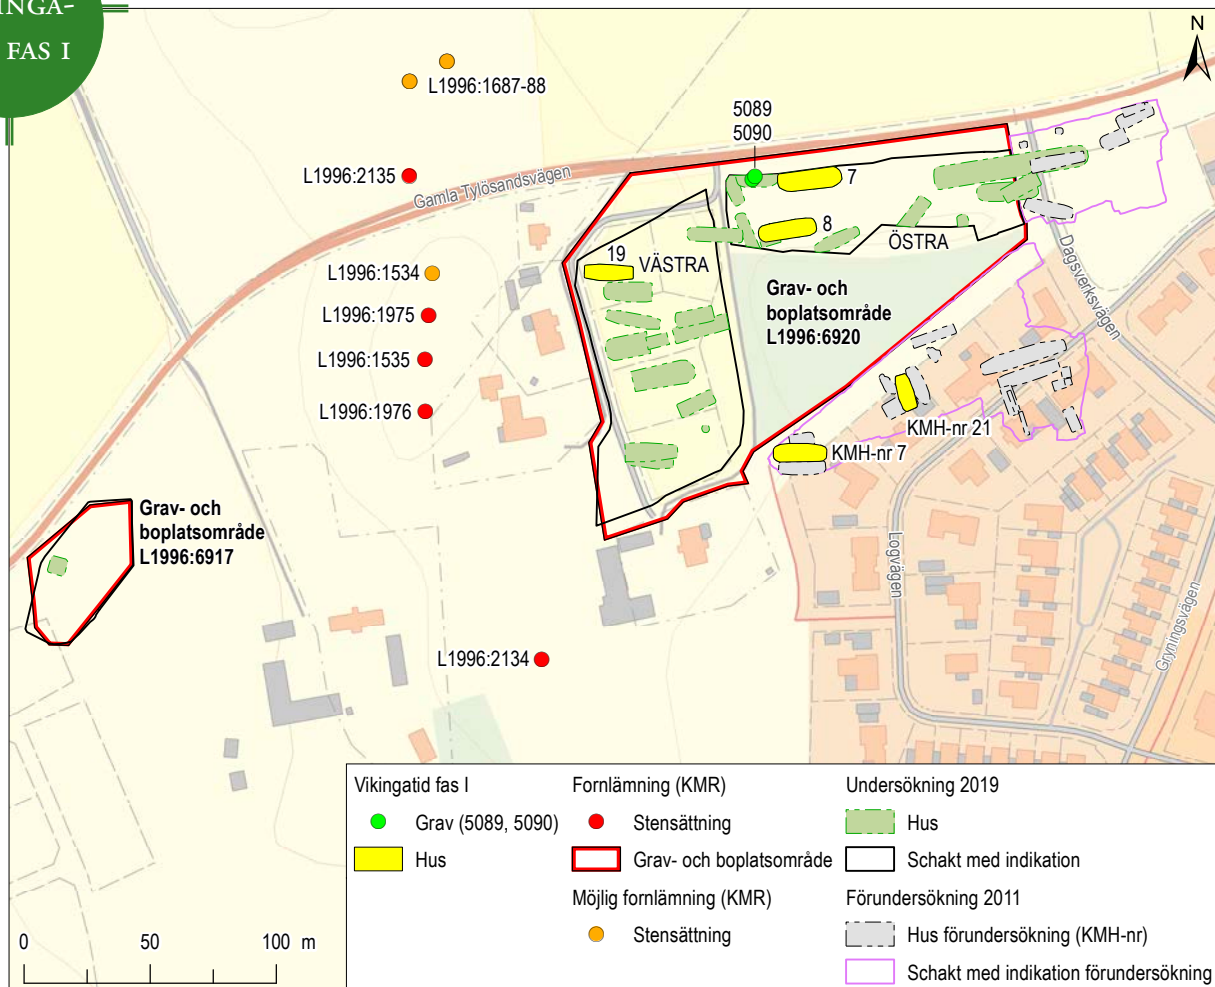 INGA-
FAS I
N
L1996:1687-88
5089
5090
L1996:2135
Gamla Tylösandsvägen
7
8
ÖSTRA
19
VÄSTRA
L1996:1534
L1996:1975
L1996:1535
L1996:1976
Grav- och
boplatsområde
L1996:6920
Dagsverksvägen
KMH-nr 21
KMH-nr 7
Grav- och
boplatsområde
L1996:6917
Logvägen
Gryningsvägen
L1996:2134
Vikingatid fas I
Grav (5089, 5090)
Hus
Fornlämning (KMR)
Stensättning
Grav- och boplatsområde
Möjlig fornlämning (KMR)
Stensättning
Undersökning 2019
Hus
Schakt med indikation
Förundersökning 2011
Hus förundersökning (KMH-nr)
Schakt med indikation förundersökning
0 50 100 m